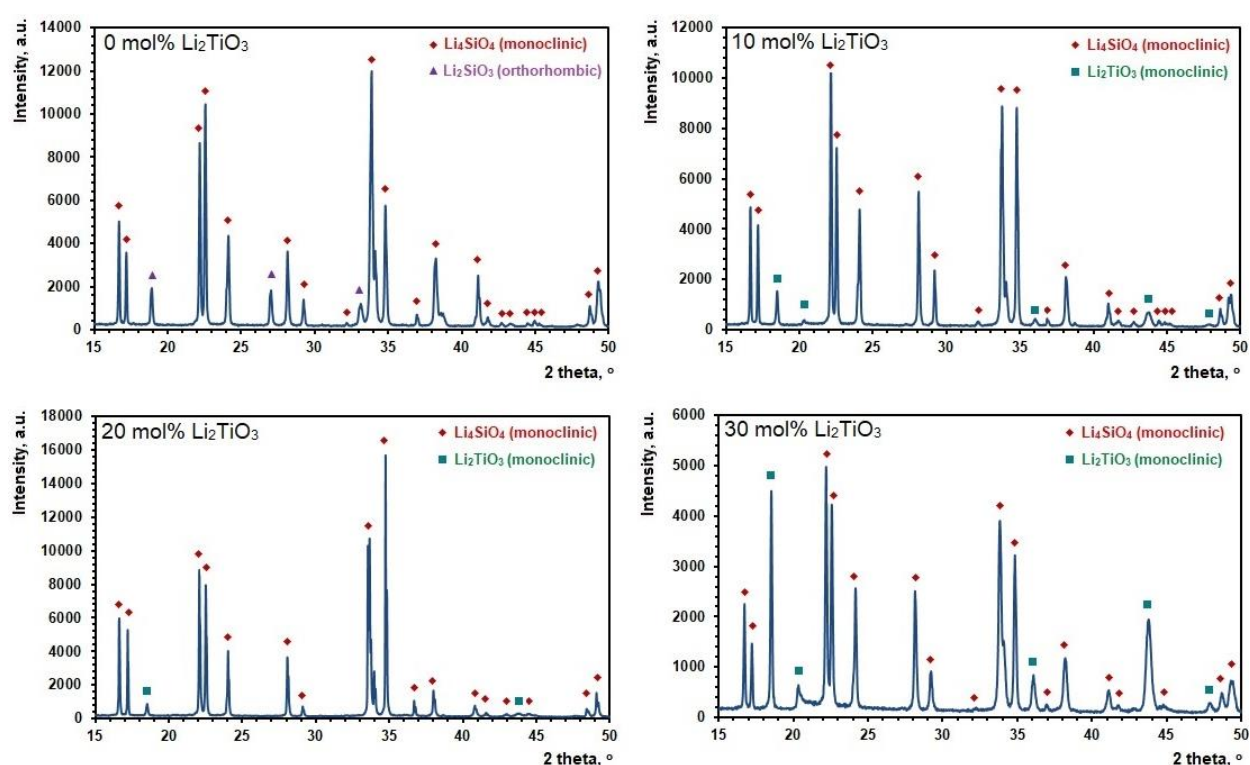 0 mol% Li₂TiO₃
Li₄SiO₄ (monoclinic)
Li₂SiO₃ (orthorhombic)
Intensity, a.u.
14000
12000
10000
8000
6000
4000
2000
0
15 20 25 30 35 40 45 50
2 theta, °
10 mol% Li₂TiO₃
Li₄SiO₄ (monoclinic)
Li₂TiO₃ (monoclinic)
Intensity, a.u.
12000
10000
8000
6000
4000
2000
0
15 20 25 30 35 40 45 50
2 theta, °
20 mol% Li₂TiO₃
Li₄SiO₄ (monoclinic)
Li₂TiO₃ (monoclinic)
Intensity, a.u.
18000
16000
14000
12000
10000
8000
6000
4000
2000
0
15 20 25 30 35 40 45 50
2 theta, °
30 mol% Li₂TiO₃
Li₄SiO₄ (monoclinic)
Li₂TiO₃ (monoclinic)
Intensity, a.u.
6000
5000
4000
3000
2000
1000
0
15 20 25 30 35 40 45 50
2 theta, °